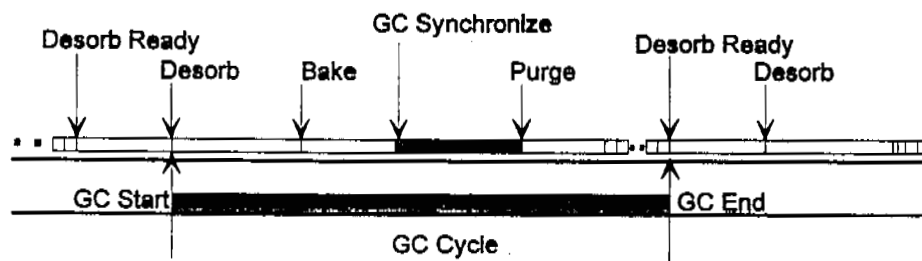 GC Synchronize
Desorb Ready
Desorb Ready
Desorb
Bake
Purge
Desorb
GC Start
GC End
GC Cycle